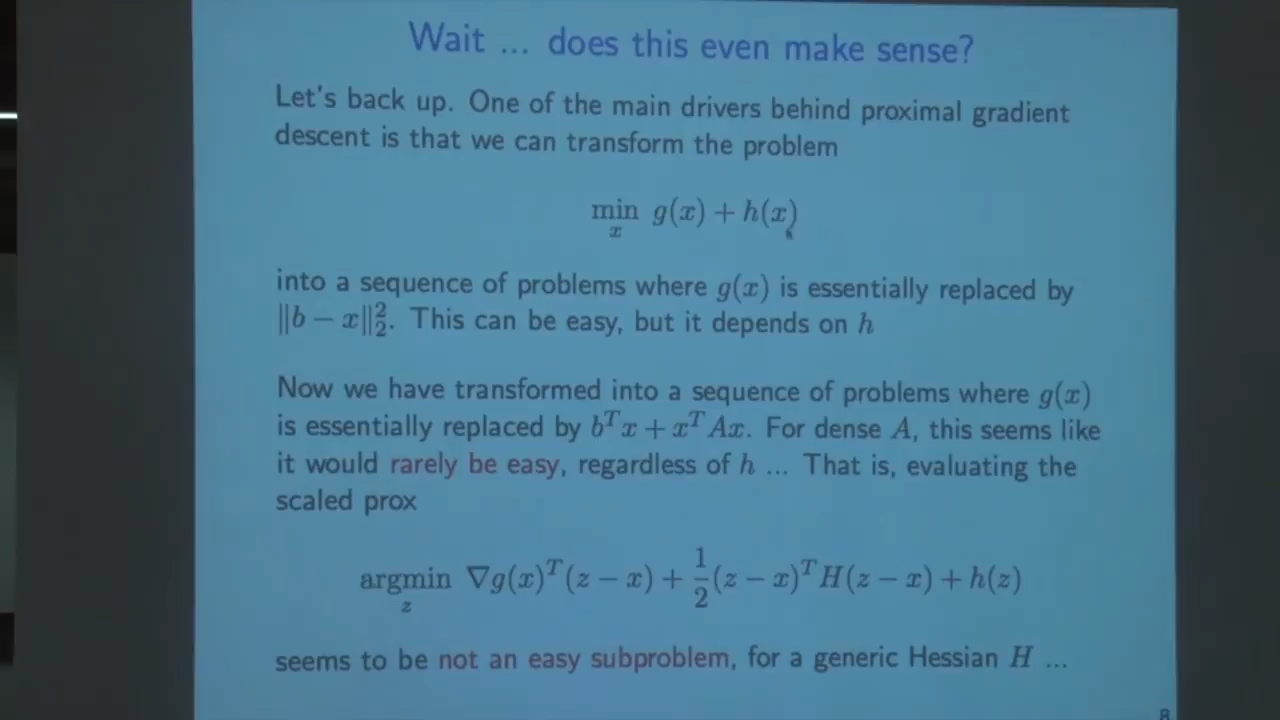 Wait ... does this even make sense?
Let's back up. One of the main drivers behind proximal gradient
descent is that we can transform the problem
min_x g(x) + h(x)
into a sequence of problems where g(x) is essentially replaced by
‖b − x‖₂². This can be easy, but it depends on h
Now we have transformed into a sequence of problems where g(x)
is essentially replaced by bᵀx + xᵀAx. For dense A, this seems like
it would rarely be easy, regardless of h ... That is, evaluating the
scaled prox
argmin_z ∇g(x)ᵀ(z − x) + 1/2 (z − x)ᵀH(z − x) + h(z)
seems to be not an easy subproblem, for a generic Hessian H ...
8